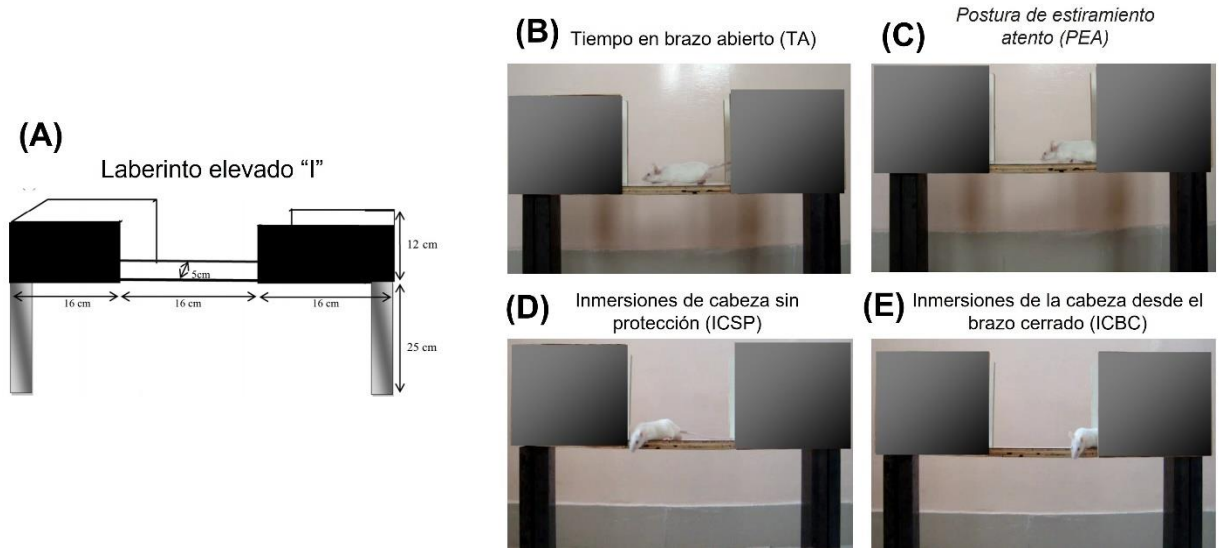 (A)
Laberinto elevado “I”
12 cm
5cm
16 cm
16 cm
16 cm
25 cm
(B) Tiempo en brazo abierto (TA)
(C) Postura de estiramiento
atento (PEA)
(D) Inmersiones de cabeza sin
protección (ICSP)
(E) Inmersiones de la cabeza desde el
brazo cerrado (ICBC)